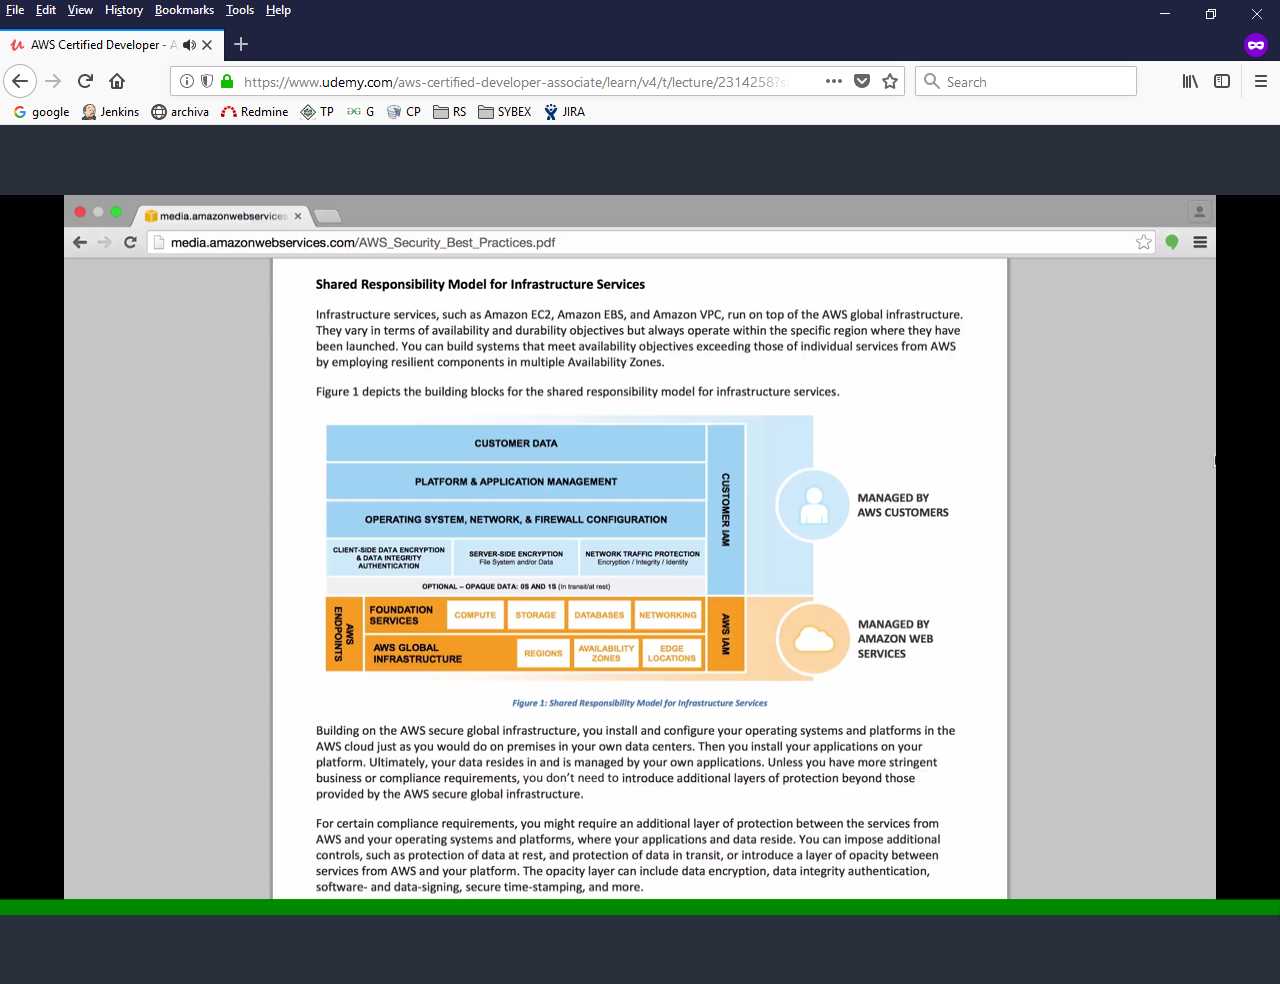 File Edit View History Bookmarks Tools Help
AWS Certified Developer - A
https://www.udemy.com/aws-certified-developer-associate/learn/v4/t/lecture/2314258?s
Search
google Jenkins archiva Redmine TP G CP RS SYBEX JIRA
media.amazonwebservices
media.amazonwebservices.com/AWS_Security_Best_Practices.pdf
Shared Responsibility Model for Infrastructure Services
Infrastructure services, such as Amazon EC2, Amazon EBS, and Amazon VPC, run on top of the AWS global infrastructure.
They vary in terms of availability and durability objectives but always operate within the specific region where they have
been launched. You can build systems that meet availability objectives exceeding those of individual services from AWS
by employing resilient components in multiple Availability Zones.
Figure 1 depicts the building blocks for the shared responsibility model for infrastructure services.
CUSTOMER DATA
PLATFORM & APPLICATION MANAGEMENT
OPERATING SYSTEM, NETWORK, & FIREWALL CONFIGURATION
CLIENT-SIDE DATA ENCRYPTION
& DATA INTEGRITY
AUTHENTICATION
SERVER-SIDE ENCRYPTION
File System and/or Data
NETWORK TRAFFIC PROTECTION
Encryption / Integrity / Identity
OPTIONAL – OPAQUE DATA: 0S AND 1S (In transit/at rest)
CUSTOMER IAM
MANAGED BY
AWS CUSTOMERS
AWS
ENDPOINTS
FOUNDATION
SERVICES
COMPUTE
STORAGE
DATABASES
NETWORKING
AWS GLOBAL
INFRASTRUCTURE
REGIONS
AVAILABILITY
ZONES
EDGE
LOCATIONS
AWS IAM
MANAGED BY
AMAZON WEB
SERVICES
Figure 1: Shared Responsibility Model for Infrastructure Services
Building on the AWS secure global infrastructure, you install and configure your operating systems and platforms in the
AWS cloud just as you would do on premises in your own data centers. Then you install your applications on your
platform. Ultimately, your data resides in and is managed by your own applications. Unless you have more stringent
business or compliance requirements, you don't need to introduce additional layers of protection beyond those
provided by the AWS secure global infrastructure.
For certain compliance requirements, you might require an additional layer of protection between the services from
AWS and your operating systems and platforms, where your applications and data reside. You can impose additional
controls, such as protection of data at rest, and protection of data in transit, or introduce a layer of opacity between
services from AWS and your platform. The opacity layer can include data encryption, data integrity authentication,
software- and data-signing, secure time-stamping, and more.